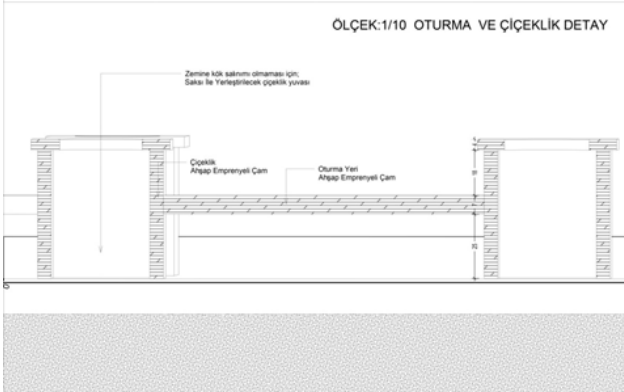 ÖLÇEK:1/10 OTURMA VE ÇİÇEKLİK DETAY
Zemine kök salınımı olmaması için;
Saksı İle Yerleştirilecek çiçeklik yuvası
Çiçeklik
Ahşap Emprenyeli Çam
Oturma Yeri
Ahşap Emprenyeli Çam